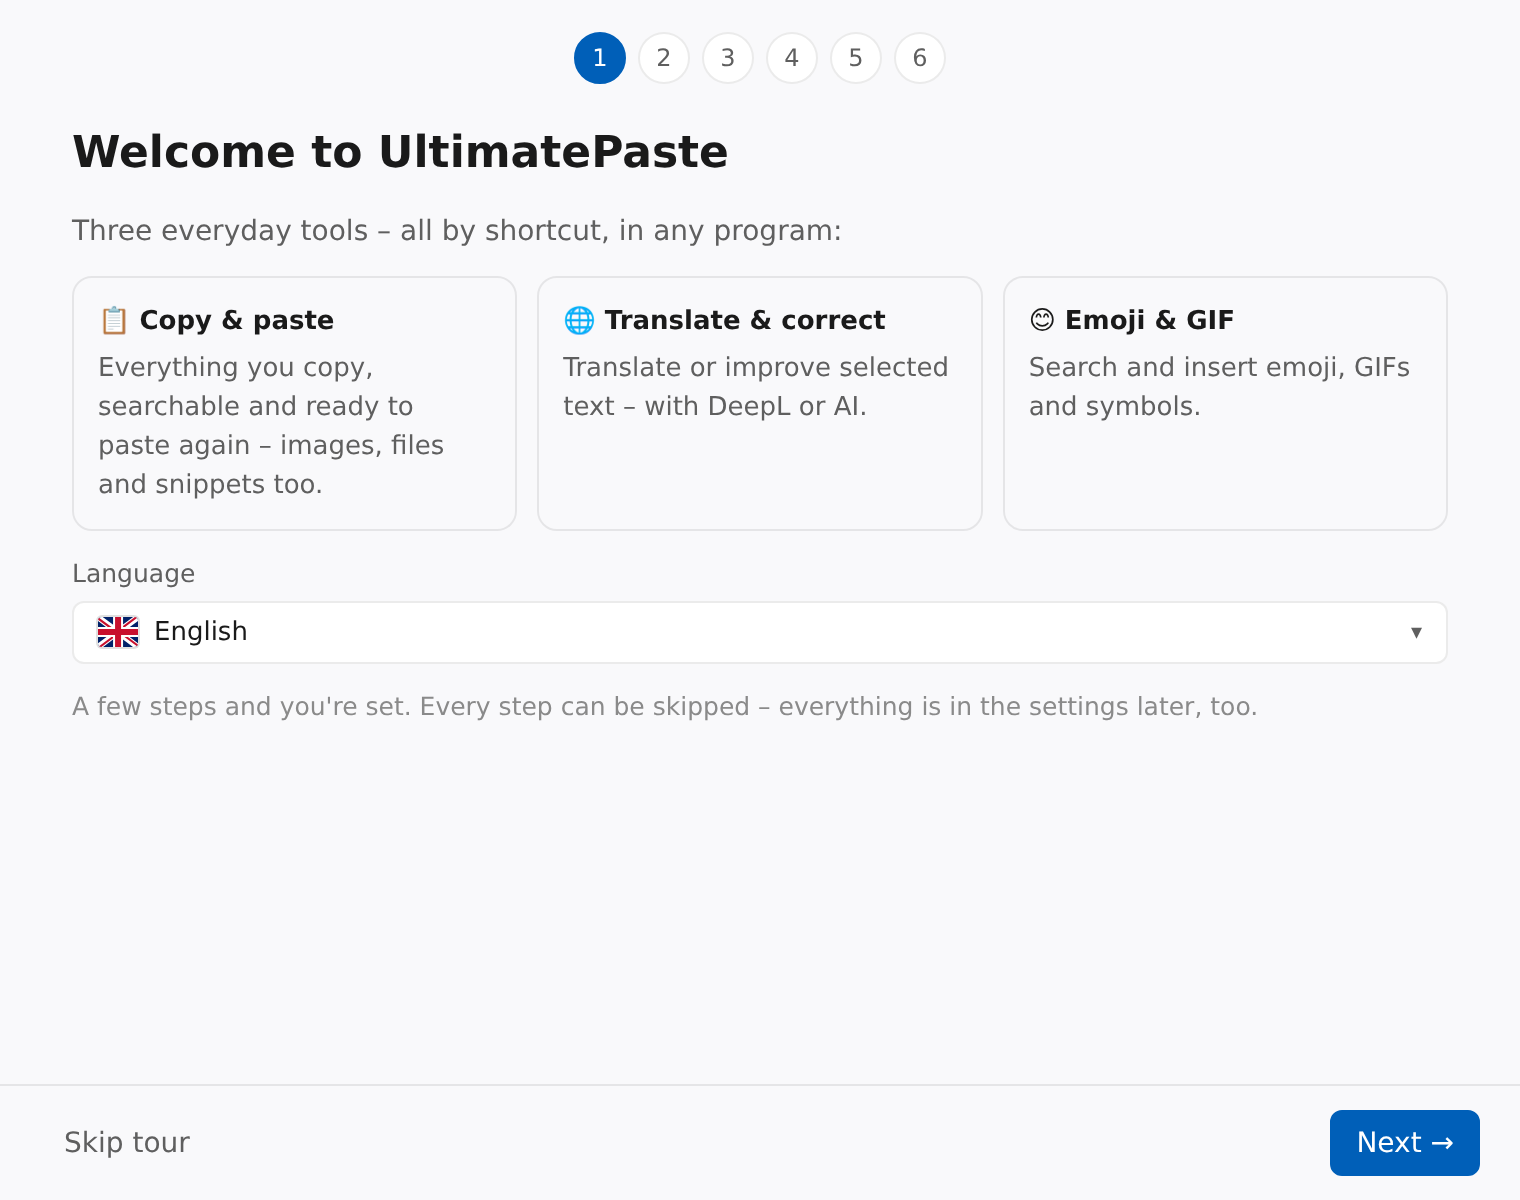 1 2 3 4 5 6
Welcome to UltimatePaste
Three everyday tools – all by shortcut, in any program:
📋 Copy & paste
Everything you copy,
searchable and ready to
paste again – images, files
and snippets too.
🌐 Translate & correct
Translate or improve selected
text – with DeepL or AI.
😊 Emoji & GIF
Search and insert emoji, GIFs
and symbols.
Language
English
A few steps and you're set. Every step can be skipped – everything is in the settings later, too.
Skip tour
Next →